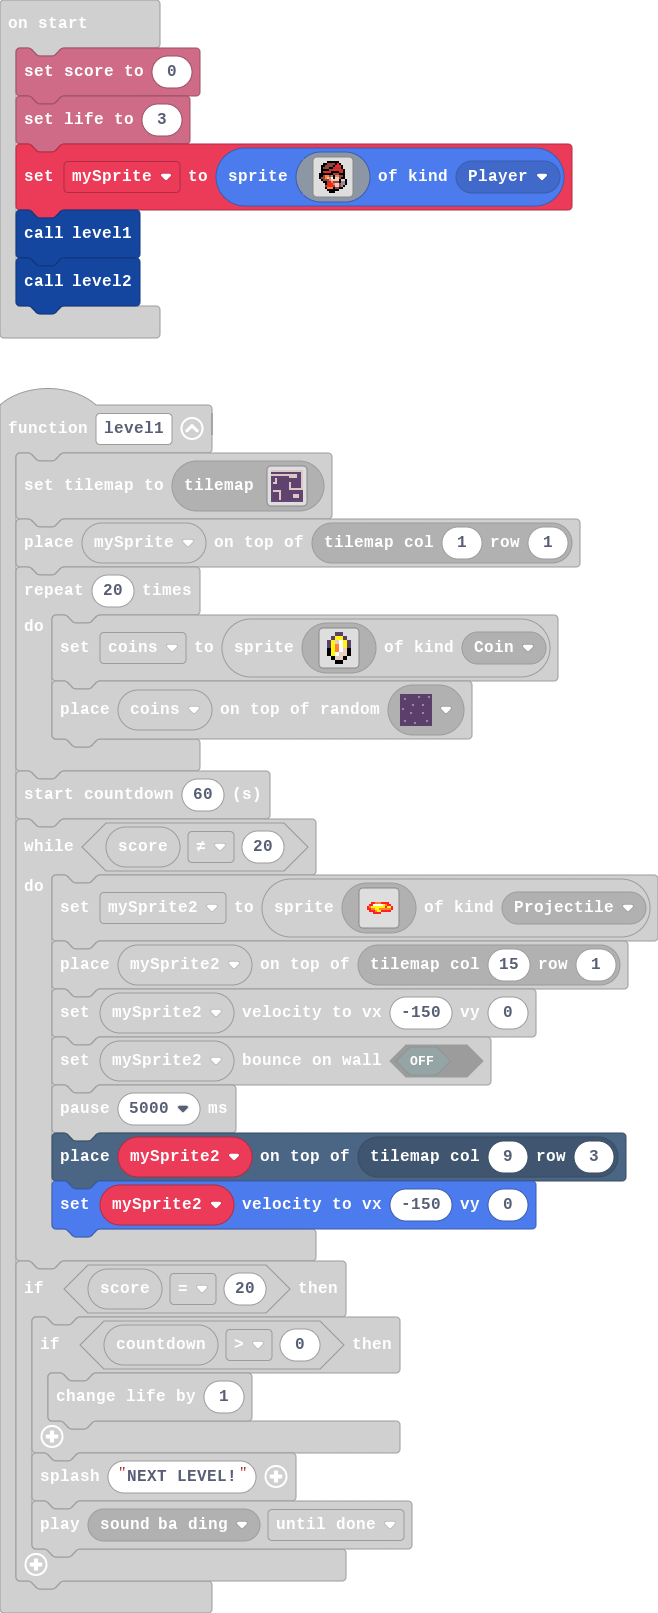 on start
set score to 0
set life to 3
set mySprite to sprite of kind Player
call level1
call level2
function level1
set tilemap to tilemap
place mySprite on top of tilemap col 1 row 1
repeat 20 times
do
set coins to sprite of kind Coin
place coins on top of random
start countdown 60 (s)
while score ≠ 20
do
set mySprite2 to sprite of kind Projectile
place mySprite2 on top of tilemap col 15 row 1
set mySprite2 velocity to vx -150 vy 0
set mySprite2 bounce on wall OFF
pause 5000 ms
place mySprite2 on top of tilemap col 9 row 3
set mySprite2 velocity to vx -150 vy 0
if score = 20 then
if countdown > 0 then
change life by 1
splash "NEXT LEVEL!"
play sound ba ding until done